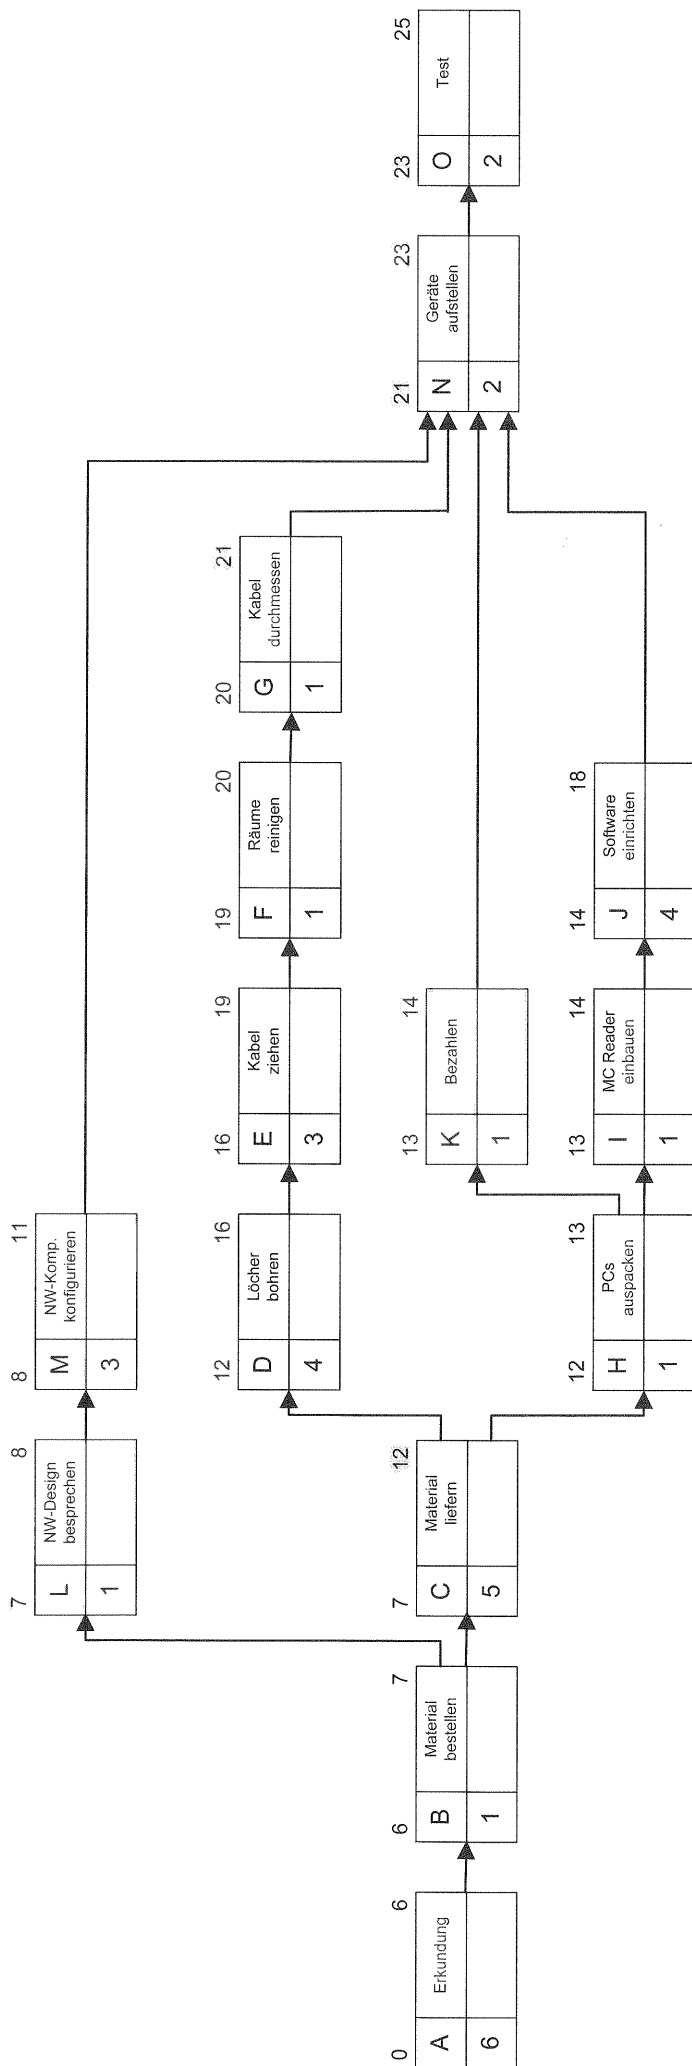 0 6
A Erkundung
6
6 7
B Material
bestellen
1
7 8
L NW-Design
besprechen
1
8 11
M NW-Komp.
konfigurieren
3
7 12
C Material
liefern
5
12 16
D Löcher
bohren
4
16 19
E Kabel
ziehen
3
19 20
F Räume
reinigen
1
20 21
G Kabel
durchmessen
1
12 13
H PCs
auspacken
1
13 14
K Bezahlen
1
13 14
I MC Reader
einbauen
1
14 18
J Software
einrichten
4
21 23
N Geräte
aufstellen
2
23 25
O Test
2